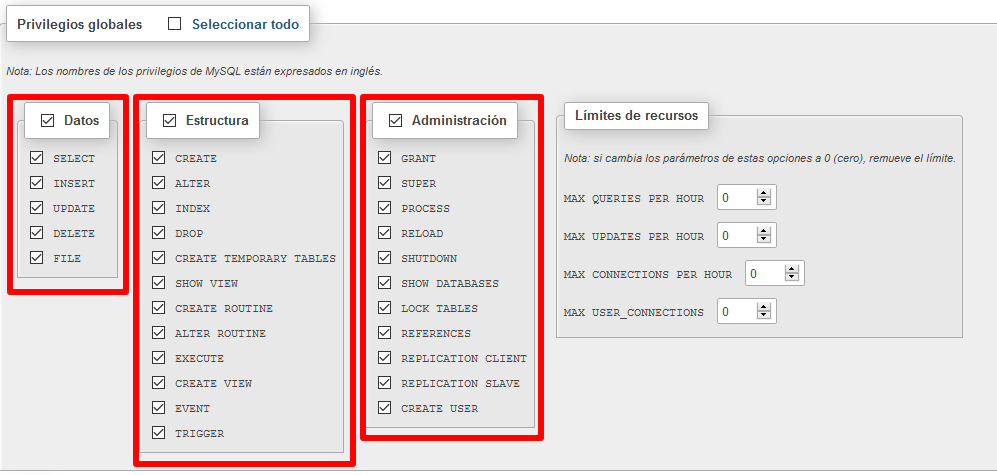 Privilegios globales Seleccionar todo
Nota: Los nombres de los privilegios de MySQL están expresados en inglés.
Datos
SELECT
INSERT
UPDATE
DELETE
FILE
Estructura
CREATE
ALTER
INDEX
DROP
CREATE TEMPORARY TABLES
SHOW VIEW
CREATE ROUTINE
ALTER ROUTINE
EXECUTE
CREATE VIEW
EVENT
TRIGGER
Administración
GRANT
SUPER
PROCESS
RELOAD
SHUTDOWN
SHOW DATABASES
LOCK TABLES
REFERENCES
REPLICATION CLIENT
REPLICATION SLAVE
CREATE USER
Límites de recursos
Nota: si cambia los parámetros de estas opciones a 0 (cero), remueve el límite.
MAX QUERIES PER HOUR 0
MAX UPDATES PER HOUR 0
MAX CONNECTIONS PER HOUR 0
MAX USER_CONNECTIONS 0